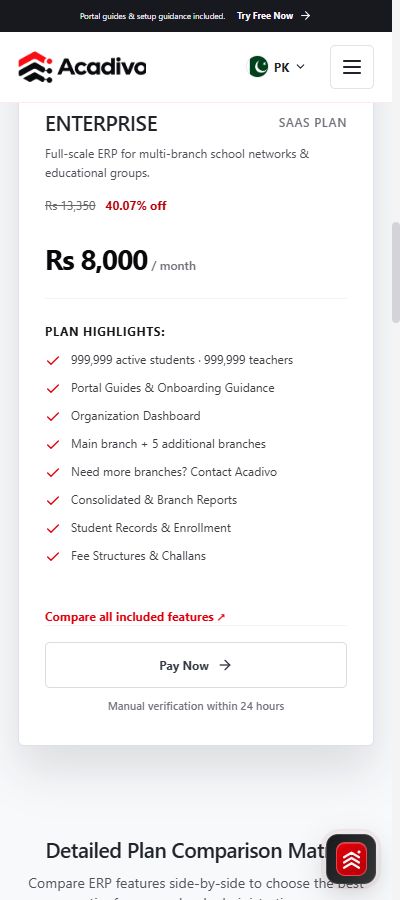 Portal guides & setup guidance included. Try Free Now →
Acadivo
PK
ENTERPRISE
SAAS PLAN
Full-scale ERP for multi-branch school networks &
educational groups.
Rs 13,350 40.07% off
Rs 8,000 / month
PLAN HIGHLIGHTS:
999,999 active students · 999,999 teachers
Portal Guides & Onboarding Guidance
Organization Dashboard
Main branch + 5 additional branches
Need more branches? Contact Acadivo
Consolidated & Branch Reports
Student Records & Enrollment
Fee Structures & Challans
Compare all included features ↗
Pay Now →
Manual verification within 24 hours
Detailed Plan Comparison
Compare ERP features side-by-side to choose the best